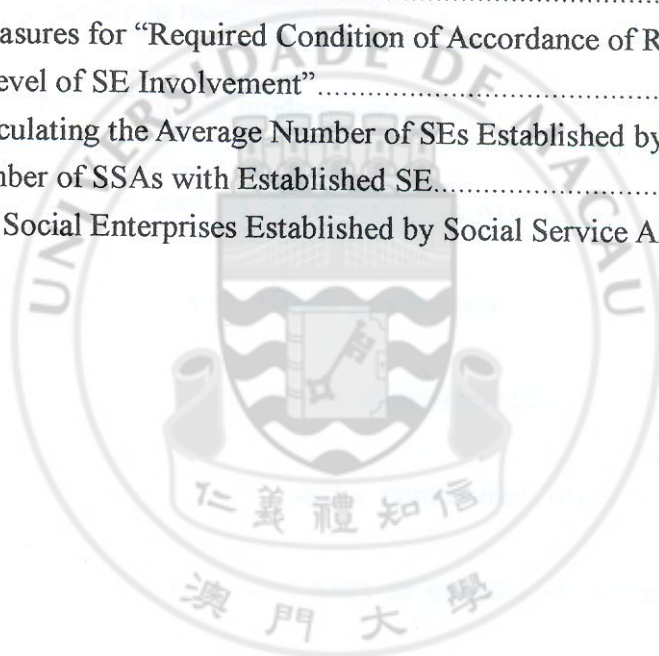 asures for “Required Condition of Accordance of R
evel of SE Involvement”
culating the Average Number of SEs Established by
nber of SSAs with Established SE
Social Enterprises Established by Social Service A
UNIVERSIDADE DE MACAU
仁義禮知信
澳門大學